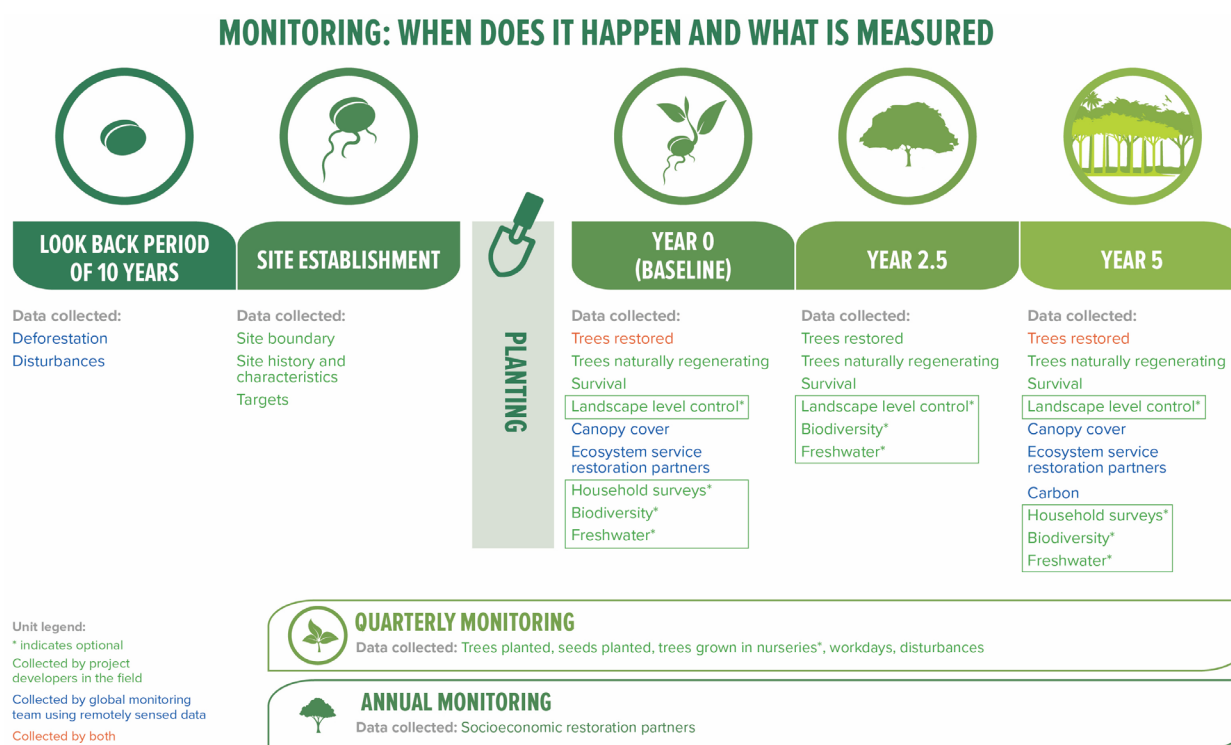 MONITORING: WHEN DOES IT HAPPEN AND WHAT IS MEASURED
LOOK BACK PERIOD
OF 10 YEARS
Data collected:
Deforestation
Disturbances
SITE ESTABLISHMENT
Data collected:
Site boundary
Site history and
characteristics
Targets
PLANTING
YEAR 0
(BASELINE)
Data collected:
Trees restored
Trees naturally regenerating
Survival
Landscape level control*
Canopy cover
Ecosystem service
restoration partners
Household surveys*
Biodiversity*
Freshwater*
YEAR 2.5
Data collected:
Trees restored
Trees naturally regenerating
Survival
Landscape level control*
Biodiversity*
Freshwater*
YEAR 5
Data collected:
Trees restored
Trees naturally regenerating
Survival
Landscape level control*
Canopy cover
Ecosystem service
restoration partners
Carbon
Household surveys*
Biodiversity*
Freshwater*
Unit legend:
* indicates optional
Collected by project
developers in the field
Collected by global monitoring
team using remotely sensed data
Collected by both
QUARTERLY MONITORING
Data collected: Trees planted, seeds planted, trees grown in nurseries*, workdays, disturbances
ANNUAL MONITORING
Data collected: Socioeconomic restoration partners